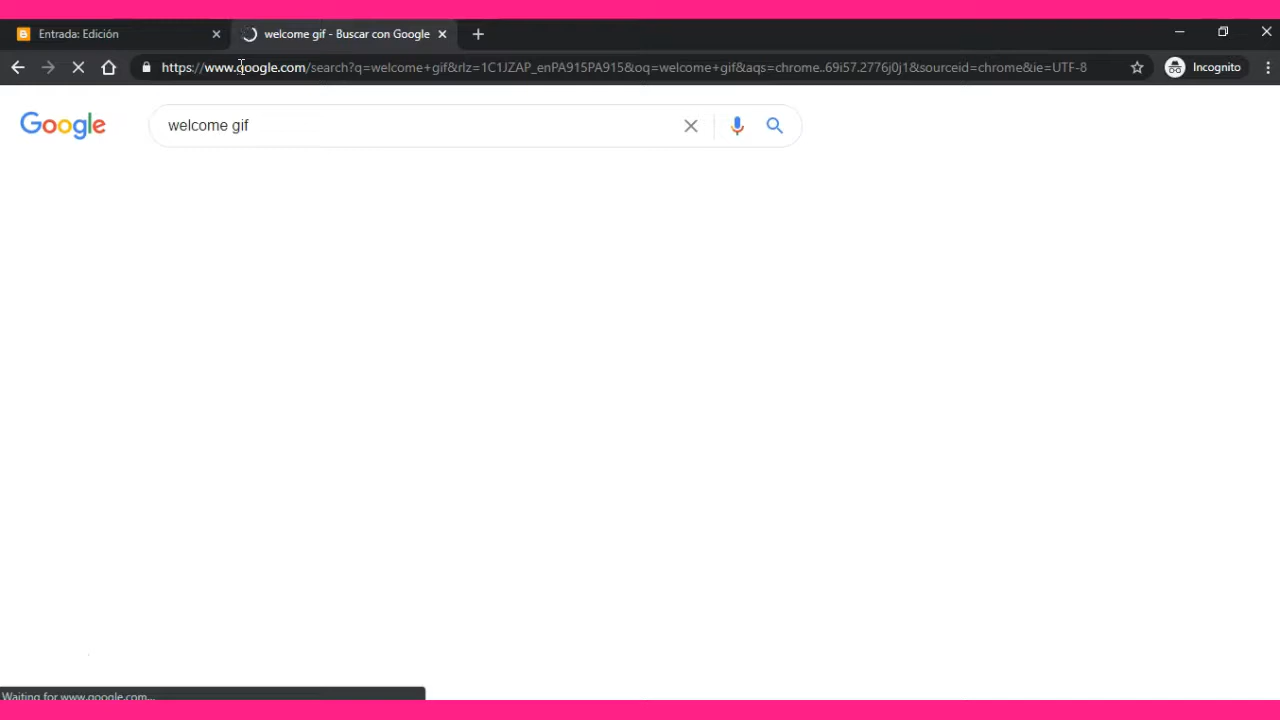 Entrada: Edición
welcome gif - Buscar con Google
https://www.google.com/search?q=welcome+gif&rlz=1C1JZAP_enPA915PA915&oq=welcome+gif&aqs=chrome..69i57.2776j0j1&sourceid=chrome&ie=UTF-8
Incognito
Google
welcome gif
Waiting for www.google.com...